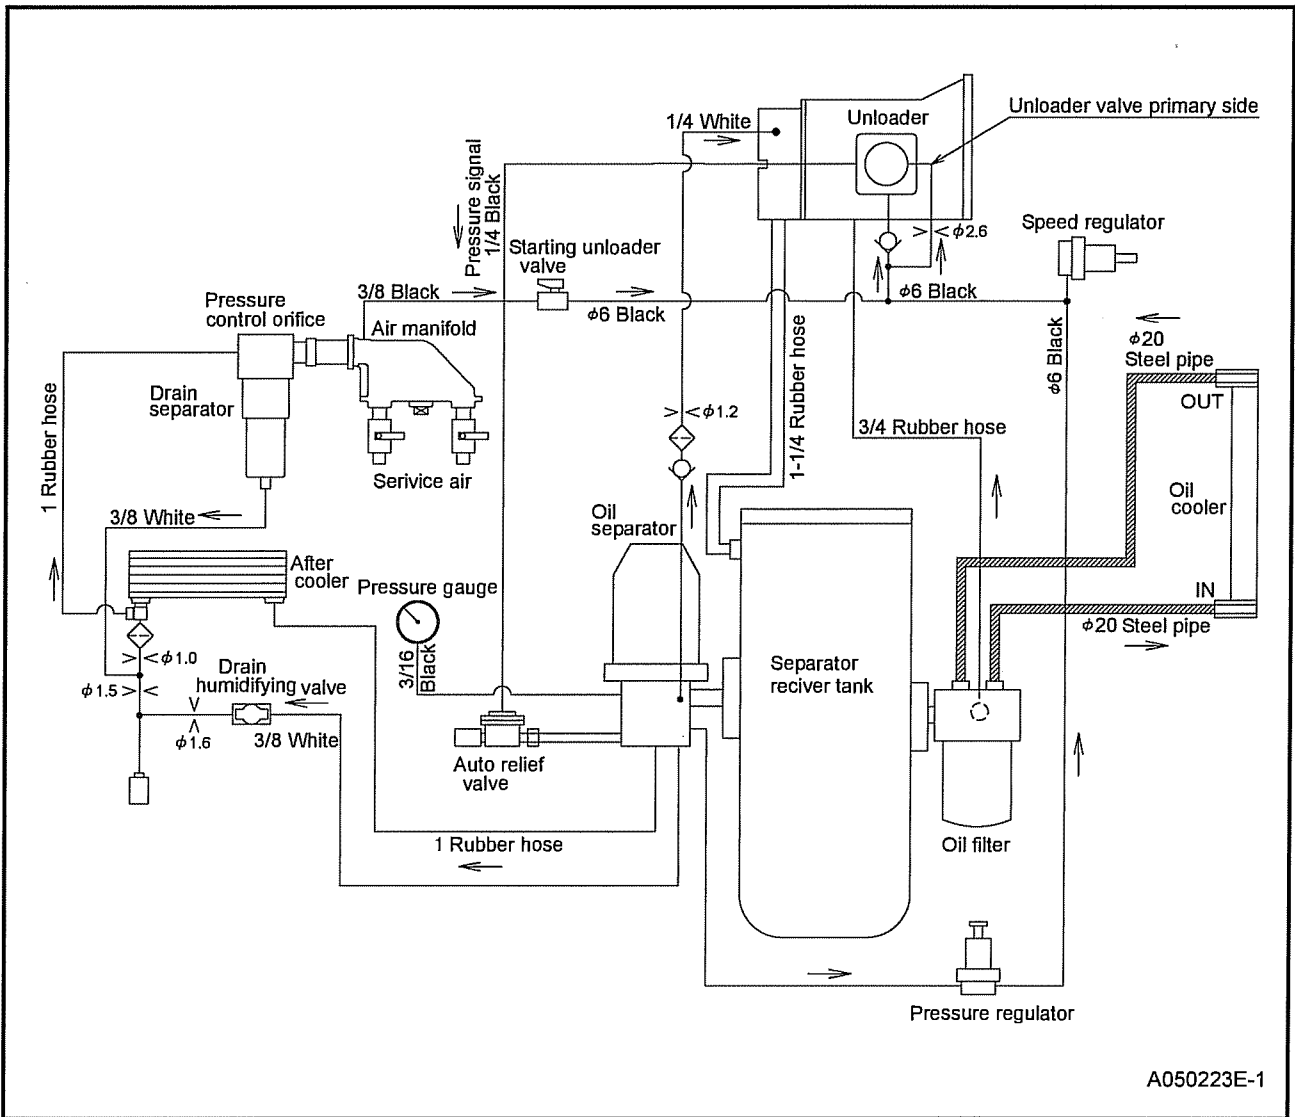 Unloader valve primary side
1/4 White
Unloader
Pressure signal
1/4 Black
φ2.6
Speed regulator
Starting unloader
valve
3/8 Black
φ6 Black
φ6 Black
Pressure
control orifice
Air manifold
φ20
Steel pipe
φ6 Black
1-1/4 Rubber hose
Drain
separator
OUT
φ1.2
3/4 Rubber hose
1 Rubber hose
Serivice air
Oil
cooler
3/8 White
Oil
separator
After
cooler
Pressure gauge
IN
φ20 Steel pipe
3/16
Black
φ1.0
Drain
humidifying valve
φ1.5
Separator
reciver tank
φ1.6
3/8 White
Auto relief
valve
1 Rubber hose
Oil filter
Pressure regulator
A050223E-1